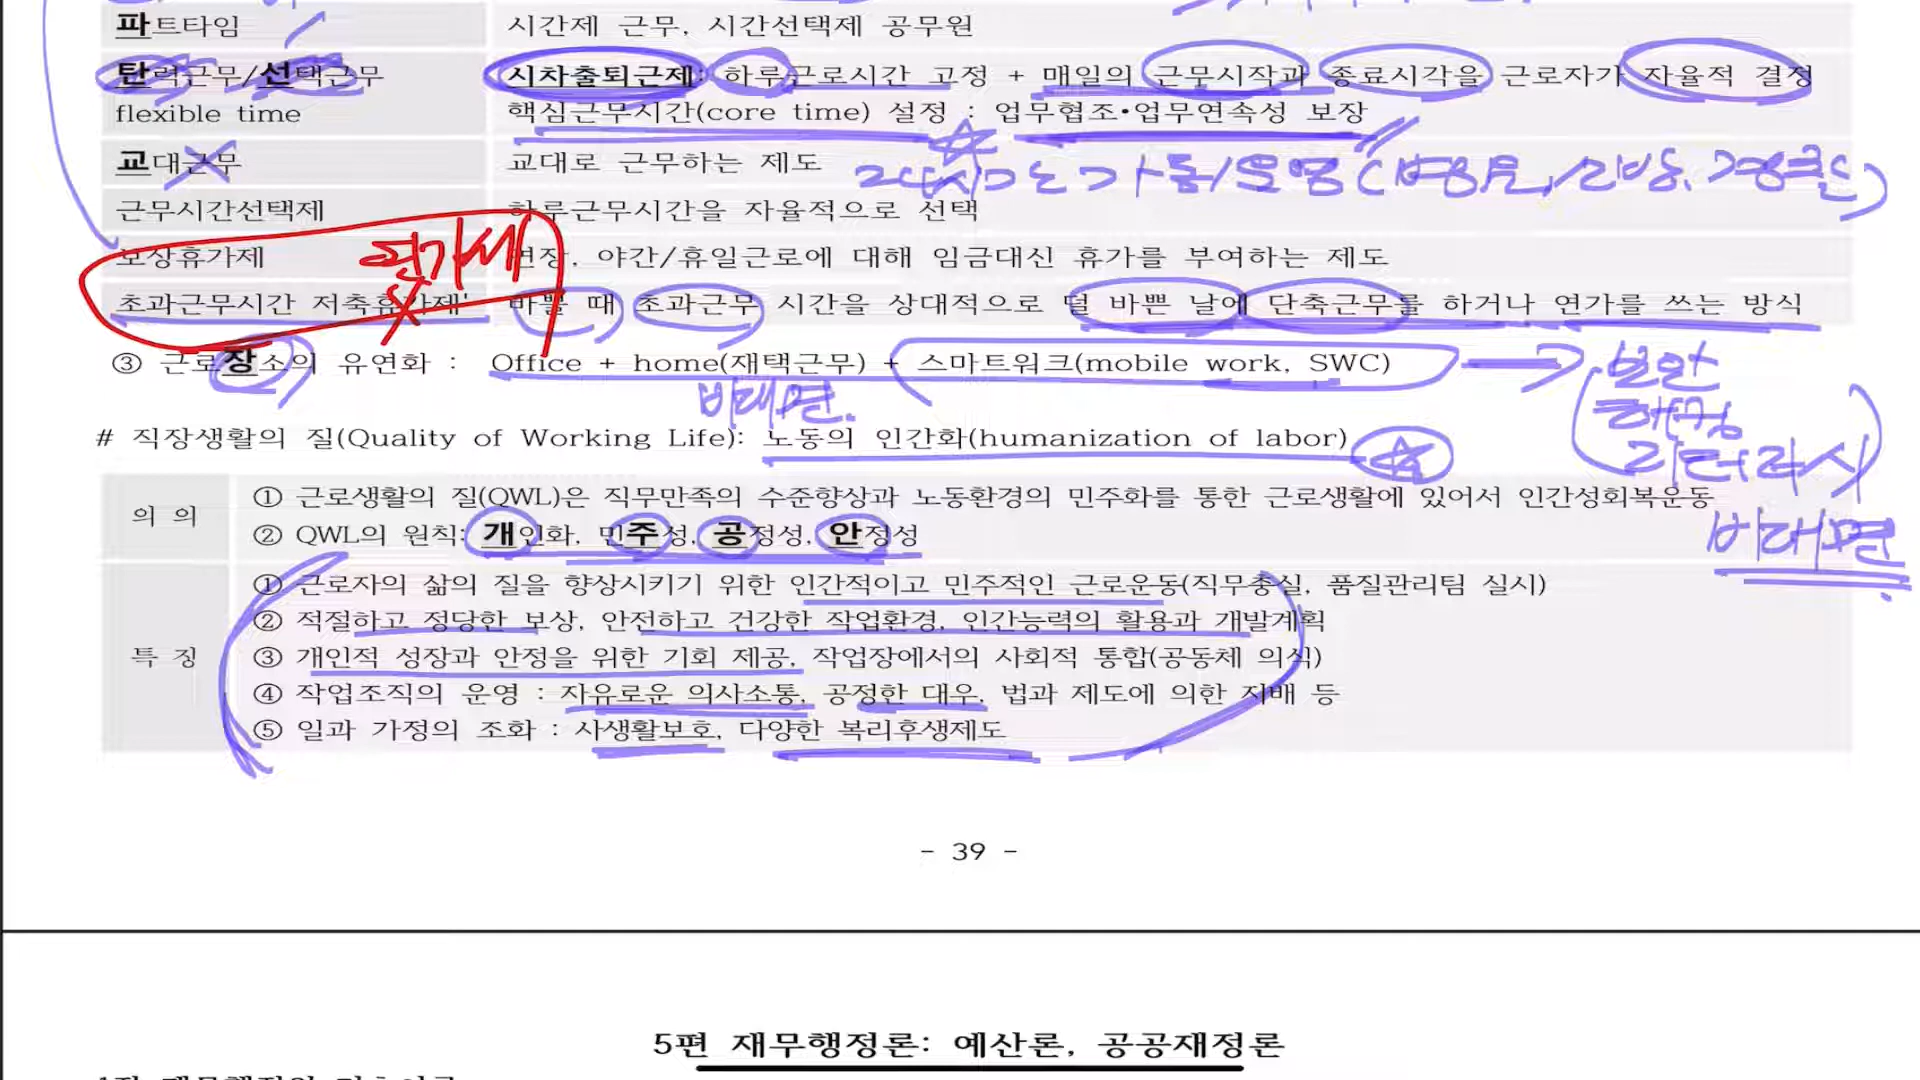 파트타임 시간제 근무, 시간선택제 공무원
탄력근무/선택근무 시차출퇴근제: 하루근로시간 고정 + 매일의 근무시작과 종료시각을 근로자가 자율적 결정
flexible time 핵심근무시간(core time) 설정 : 업무협조•업무연속성 보장
교대근무 교대로 근무하는 제도 24시간 가동/운영(병원, 소방, 경찰)
근무시간선택제 하루근무시간을 자율적으로 선택
보상휴가제 연가제 연장, 야간/휴일근로에 대해 임금대신 휴가를 부여하는 제도
초과근무시간 저축휴가제' 바쁠 때 초과근무 시간을 상대적으로 덜 바쁜 날에 단축근무를 하거나 연가를 쓰는 방식
③ 근로장소의 유연화 : Office + home(재택근무) + 스마트워크(mobile work, SWC) 보안
비대면. 해킹
# 직장생활의 질(Quality of Working Life): 노동의 인간화(humanization of labor) 리터러시
비대면
의 의 ① 근로생활의 질(QWL)은 직무만족의 수준향상과 노동환경의 민주화를 통한 근로생활에 있어서 인간성회복운동
② QWL의 원칙: 개인화, 민주성, 공정성, 안정성
특 징 ① 근로자의 삶의 질을 향상시키기 위한 인간적이고 민주적인 근로운동(직무충실, 품질관리팀 실시)
② 적절하고 정당한 보상, 안전하고 건강한 작업환경, 인간능력의 활용과 개발계획
③ 개인적 성장과 안정을 위한 기회 제공, 작업장에서의 사회적 통합(공동체 의식)
④ 작업조직의 운영 : 자유로운 의사소통, 공정한 대우, 법과 제도에 의한 지배 등
⑤ 일과 가정의 조화 : 사생활보호, 다양한 복리후생제도
- 39 -
5편 재무행정론: 예산론, 공공재정론